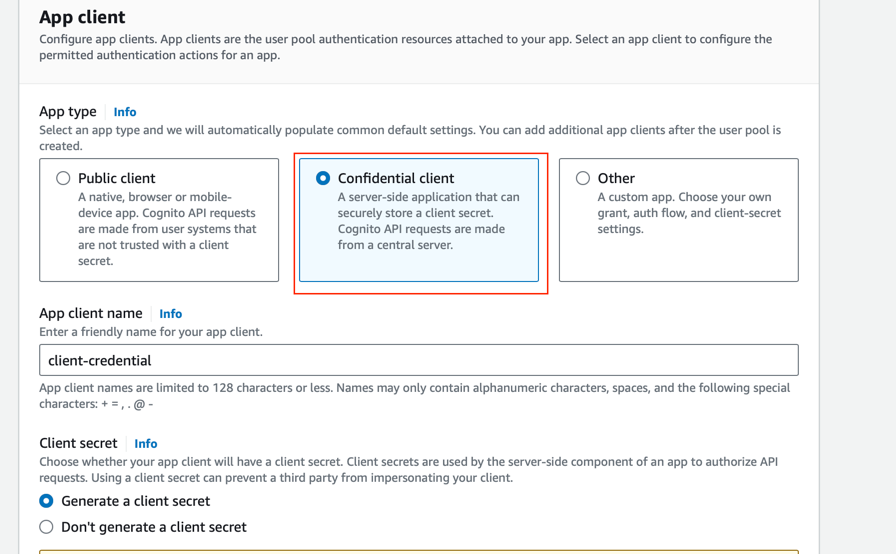 App client
Configure app clients. App clients are the user pool authentication resources attached to your app. Select an app client to configure the
permitted authentication actions for an app.
App type Info
Select an app type and we will automatically populate common default settings. You can add additional app clients after the user pool is
created.
Public client
A native, browser or mobile-
device app. Cognito API requests
are made from user systems that
are not trusted with a client
secret.
Confidential client
A server-side application that can
securely store a client secret.
Cognito API requests are made
from a central server.
Other
A custom app. Choose your own
grant, auth flow, and client-secret
settings.
App client name Info
Enter a friendly name for your app client.
client-credential
App client names are limited to 128 characters or less. Names may only contain alphanumeric characters, spaces, and the following special
characters: + = , . @ -
Client secret Info
Choose whether your app client will have a client secret. Client secrets are used by the server-side component of an app to authorize API
requests. Using a client secret can prevent a third party from impersonating your client.
Generate a client secret
Don't generate a client secret